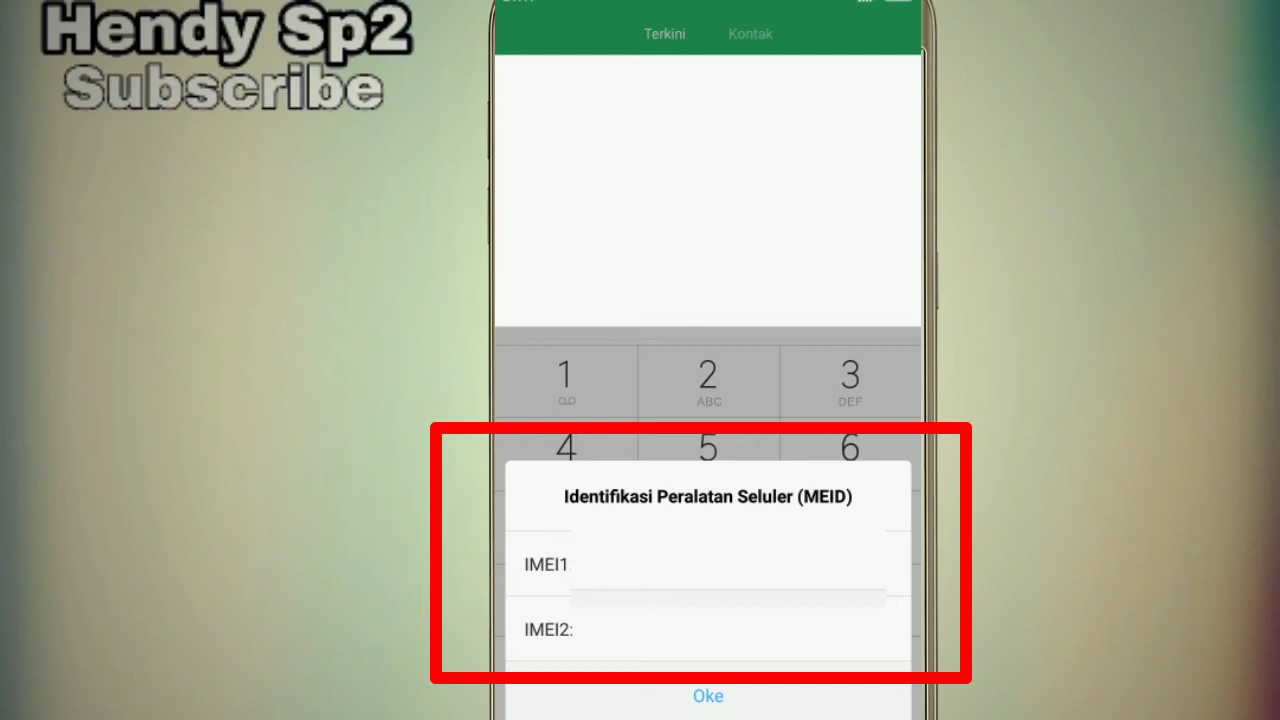 Hendy Sp2
Subscribe
Terkini Kontak
1 2 3
ABC DEF
4 5 6
Identifikasi Peralatan Seluler (MEID)
IMEI1
IMEI2:
Oke